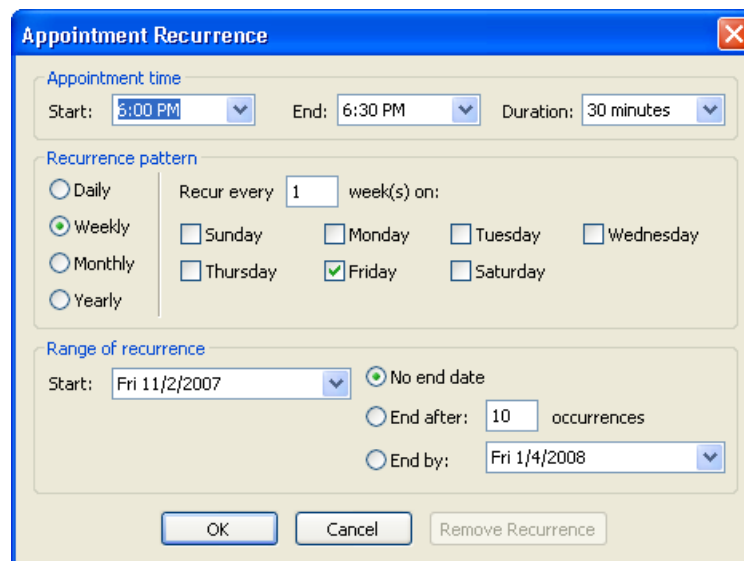 Appointment Recurrence
Appointment time
Start: 6:00 PM End: 6:30 PM Duration: 30 minutes
Recurrence pattern
Daily Recur every 1 week(s) on:
Weekly Sunday Monday Tuesday Wednesday
Monthly Thursday Friday Saturday
Yearly
Range of recurrence
Start: Fri 11/2/2007 No end date
End after: 10 occurrences
End by: Fri 1/4/2008
OK Cancel Remove Recurrence